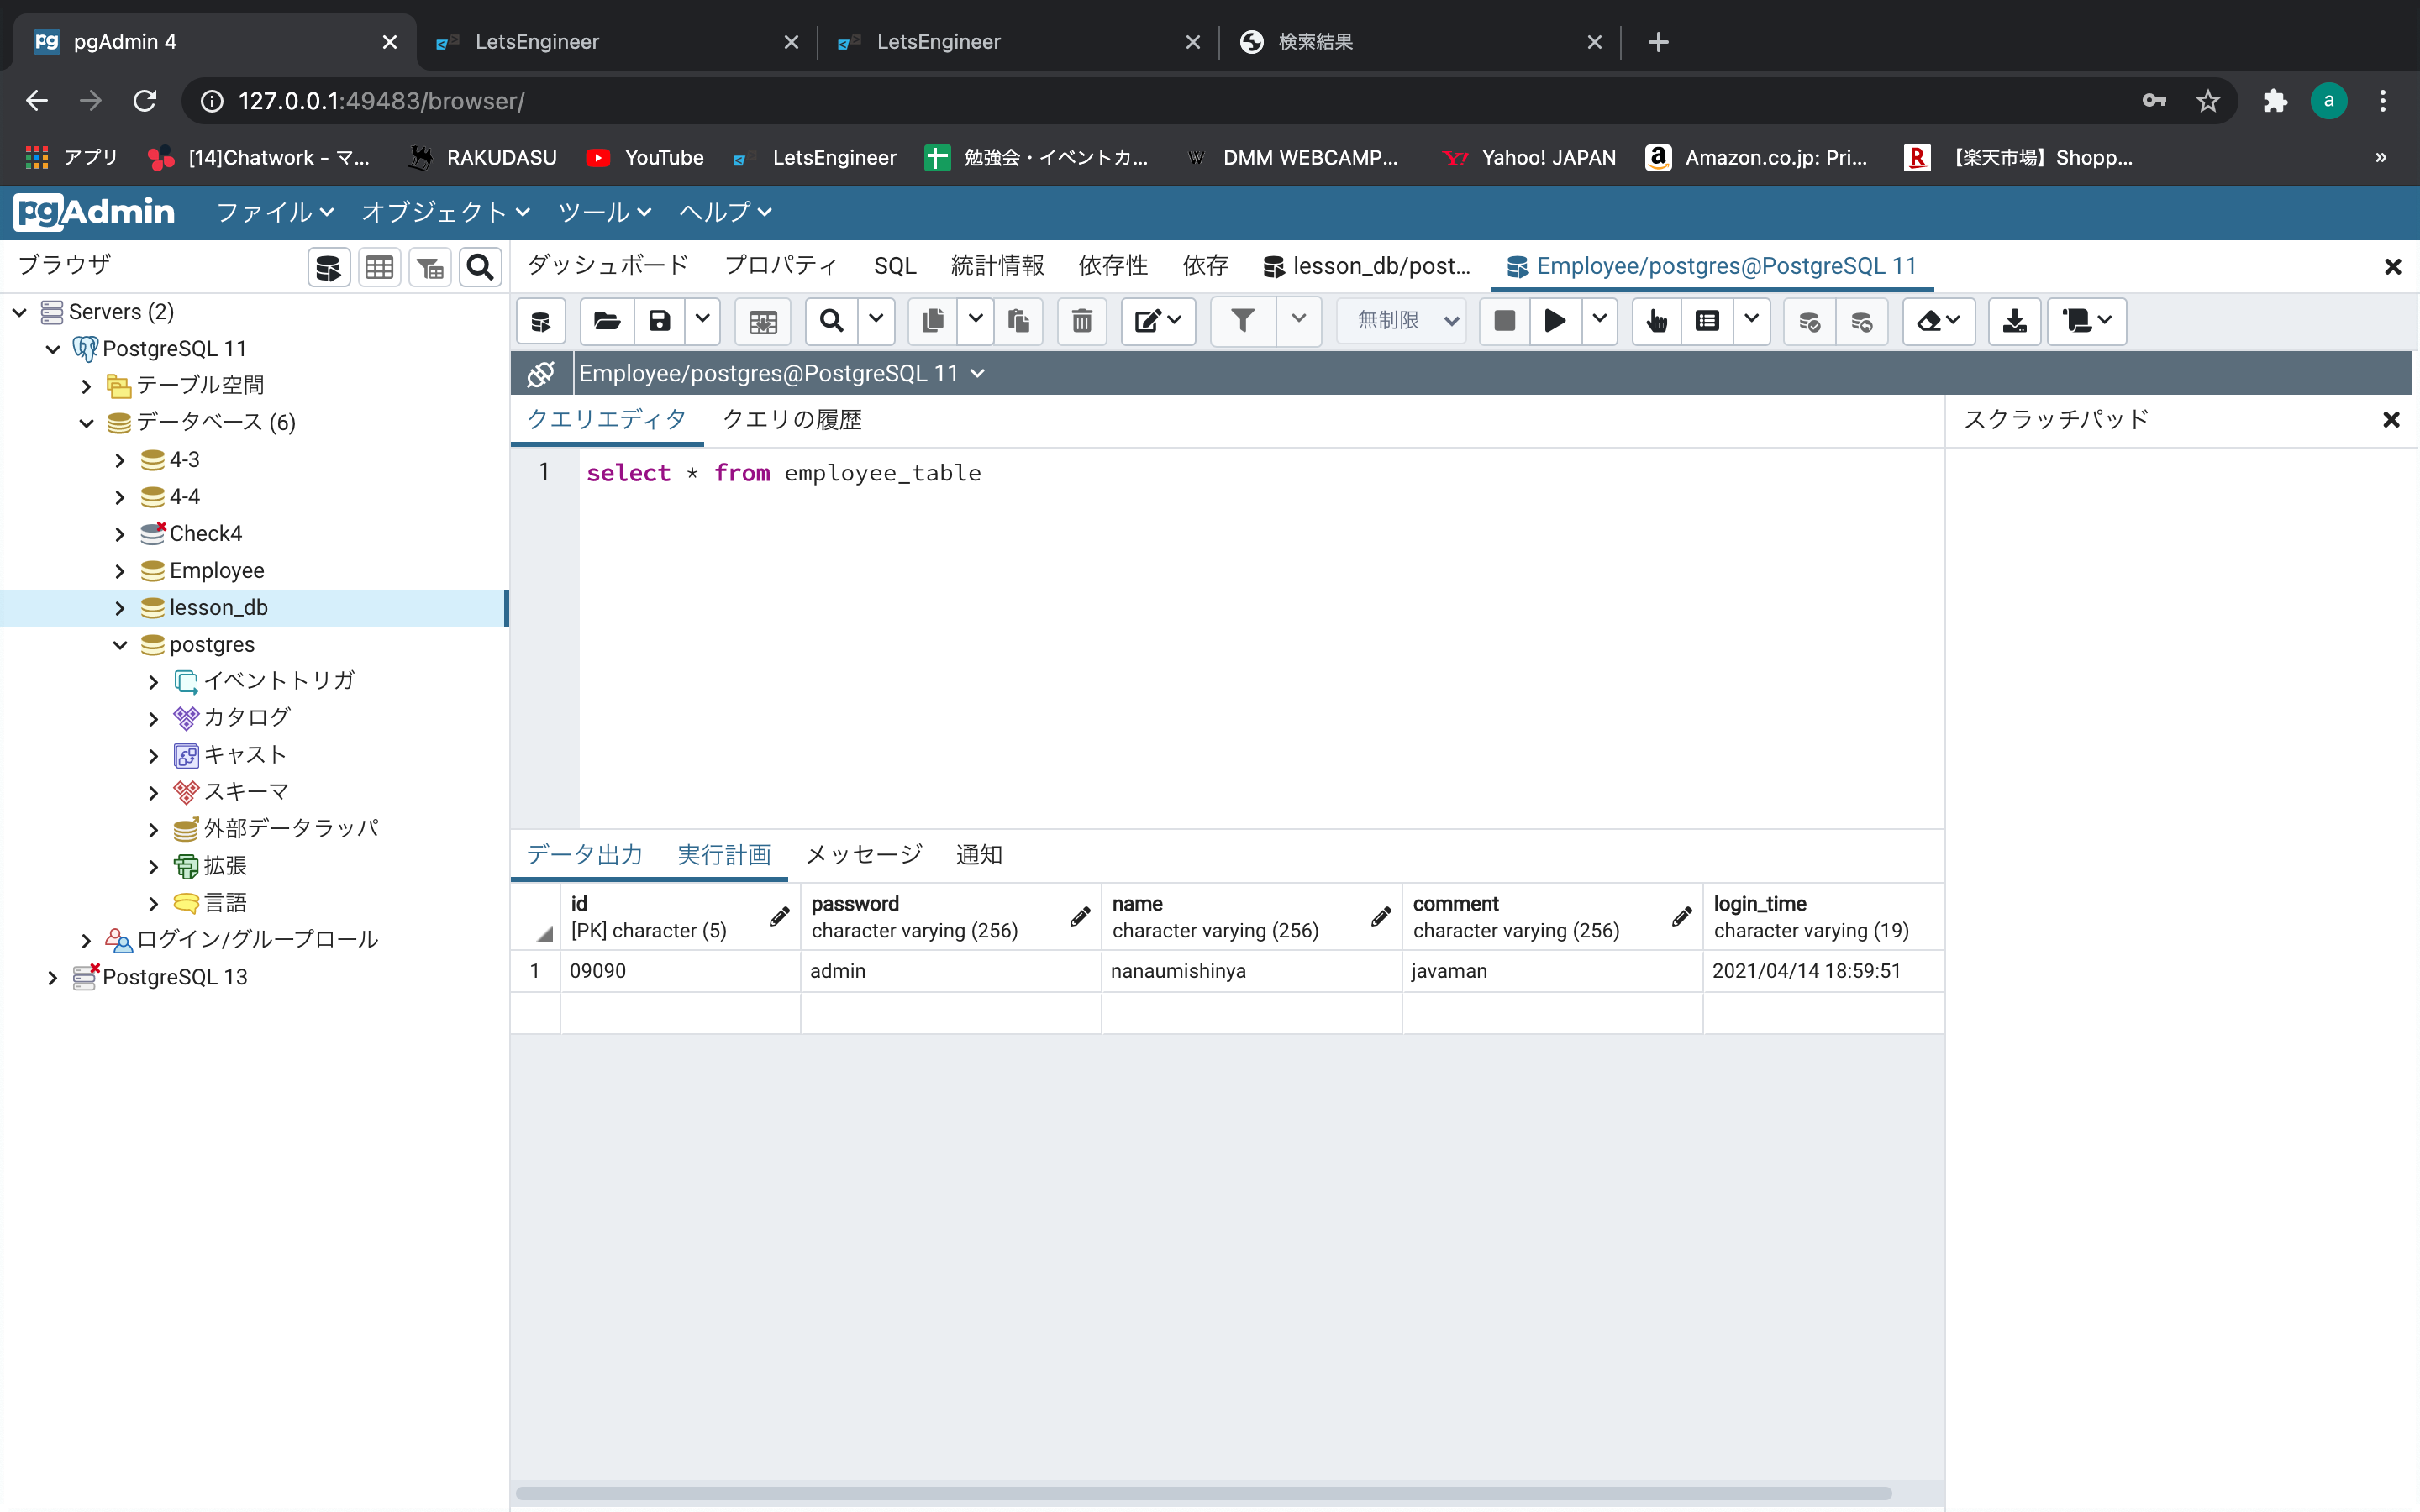 pgAdmin 4
LetsEngineer
LetsEngineer
検索結果
127.0.0.1:49483/browser/
a
アプリ
[14]Chatwork - マ...
RAKUDASU
YouTube
LetsEngineer
勉強会・イベントカ...
DMM WEBCAMP...
Yahoo! JAPAN
Amazon.co.jp: Pri...
【楽天市場】Shopp...
pgAdmin
ファイル
オブジェクト
ツール
ヘルプ
ブラウザ
ダッシュボード
プロパティ
SQL
統計情報
依存性
依存
lesson_db/post...
Employee/postgres@PostgreSQL 11
Servers (2)
PostgreSQL 11
テーブル空間
データベース (6)
4-3
4-4
Check4
Employee
lesson_db
postgres
イベントトリガ
カタログ
キャスト
スキーマ
外部データラッパ
拡張
言語
ログイン/グループロール
PostgreSQL 13
無制限
Employee/postgres@PostgreSQL 11
クエリエディタ
クエリの履歴
スクラッチパッド
1 select * from employee_table
データ出力
実行計画
メッセージ
通知
id
[PK] character (5)
password
character varying (256)
name
character varying (256)
comment
character varying (256)
login_time
character varying (19)
1 09090 admin nanaumishinya javaman 2021/04/14 18:59:51